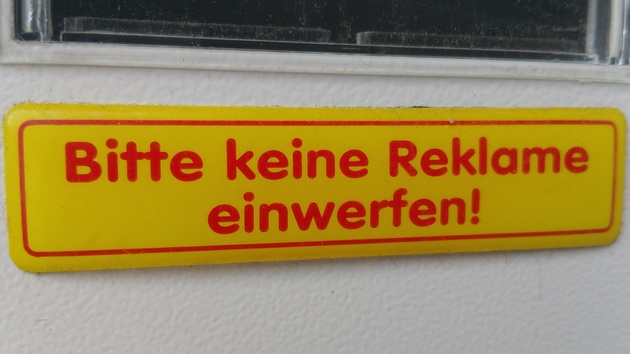 Bitte keine Reklame
einwerfen!